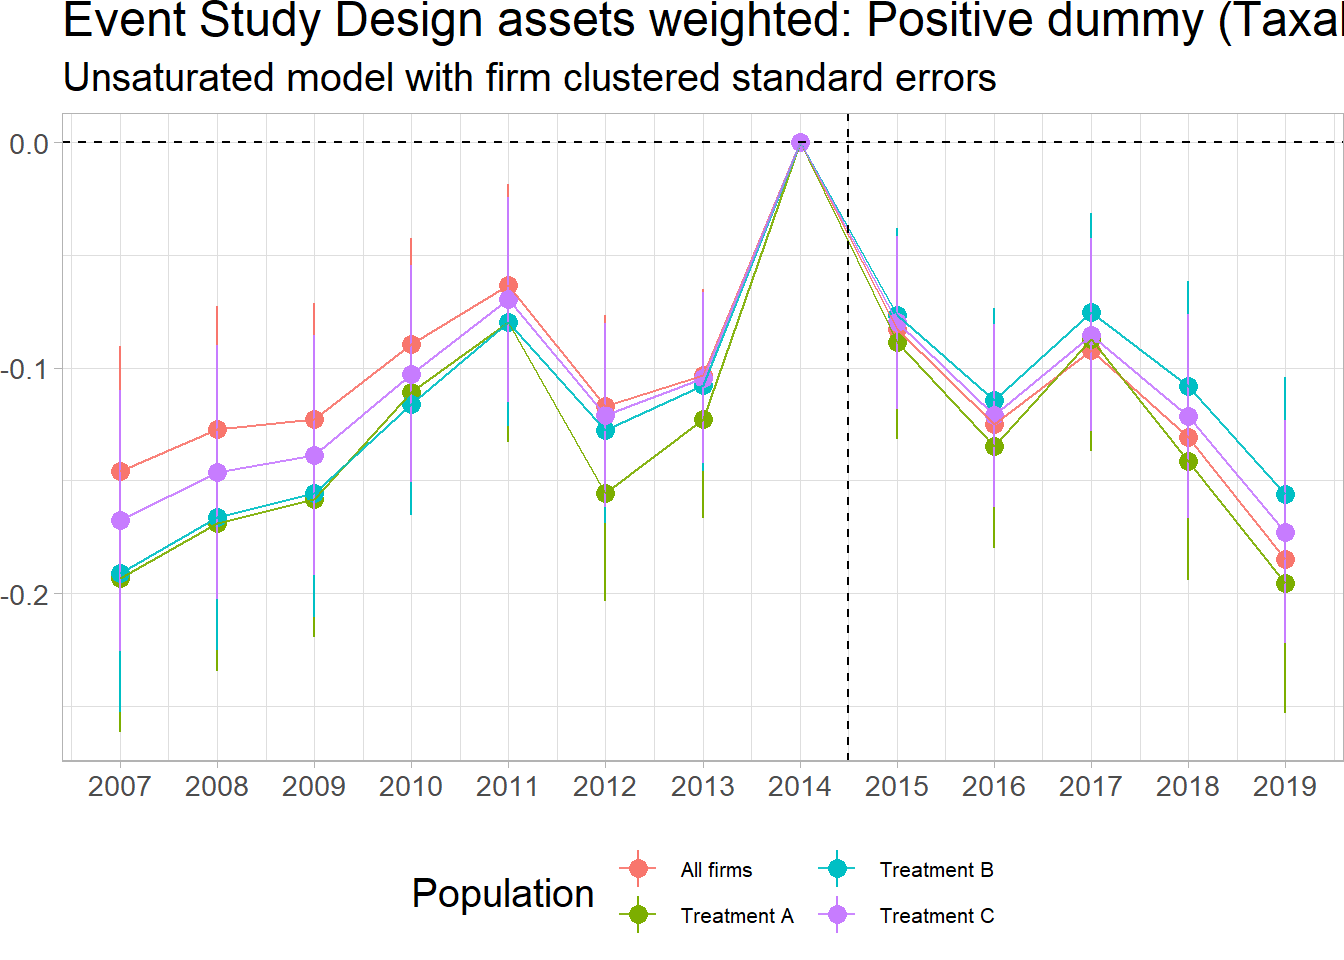 Event Study Design assets weighted: Positive dummy (Taxal
Unsaturated model with firm clustered standard errors
0.0
-0.1
-0.2
2007 2008 2009 2010 2011 2012 2013 2014 2015 2016 2017 2018 2019
Population
All firms
Treatment A
Treatment B
Treatment C